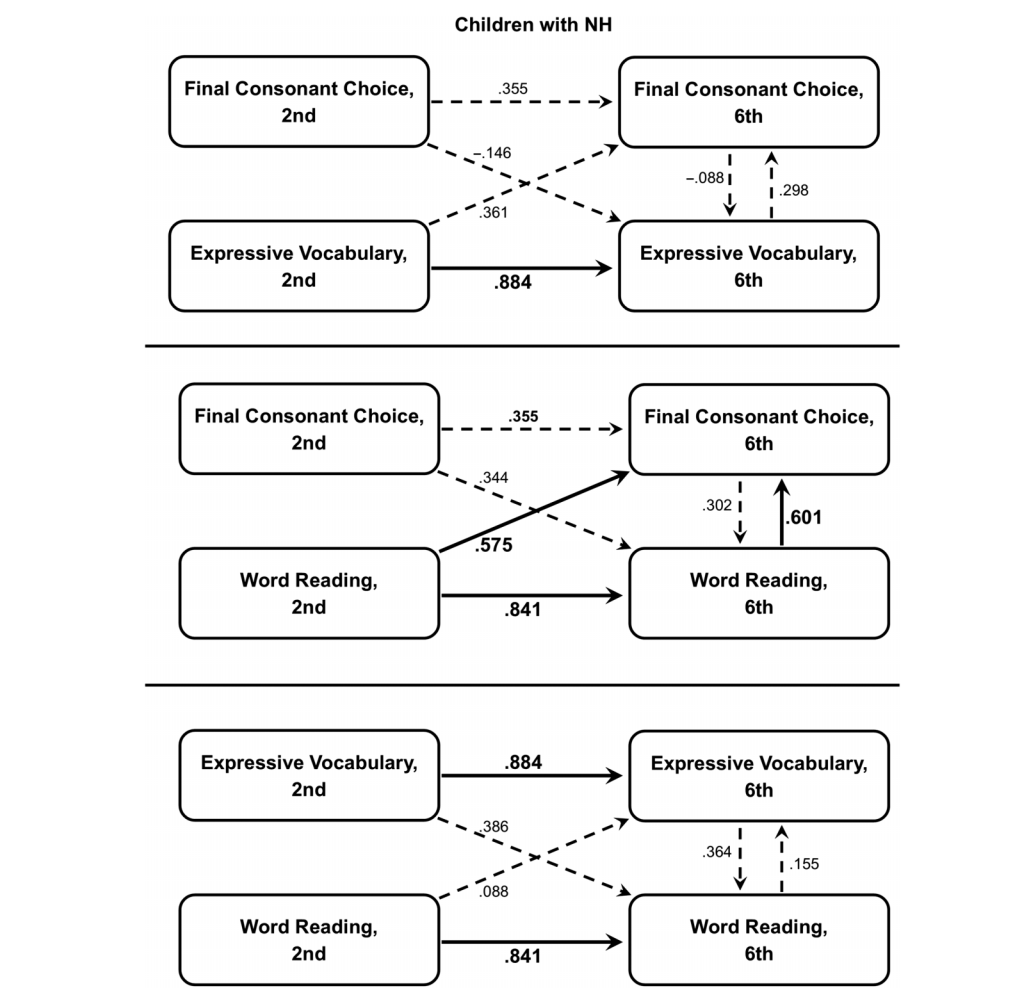 Children with NH
Final Consonant Choice,
2nd
.355
Final Consonant Choice,
6th
–.146
.361
–.088
.298
Expressive Vocabulary,
2nd
.884
Expressive Vocabulary,
6th
Final Consonant Choice,
2nd
.355
Final Consonant Choice,
6th
.344
.575
.302
.601
Word Reading,
2nd
.841
Word Reading,
6th
Expressive Vocabulary,
2nd
.884
Expressive Vocabulary,
6th
.386
.088
.364
.155
Word Reading,
2nd
.841
Word Reading,
6th